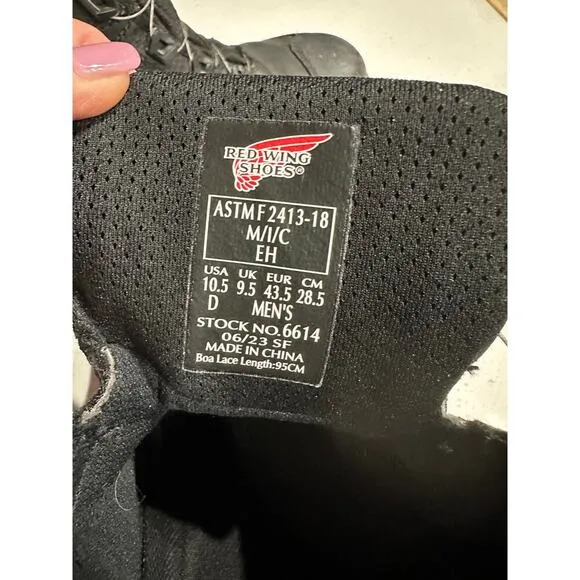 RED WING
SHOES®
ASTM F 2413-18
M/I/C
EH
USA UK EUR CM
10.5 9.5 43.5 28.5
D MEN'S
STOCK NO.6614
06/23 SF
MADE IN CHINA
Boa Lace Length:95CM